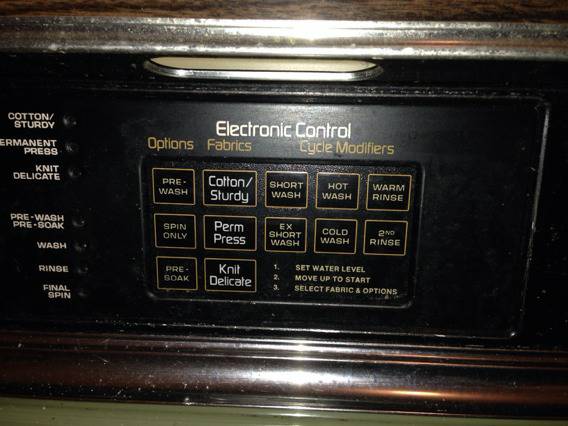 Electronic Control
Options Fabrics Cycle Modifiers
COTTON/
STURDY
PERMANENT
PRESS
KNIT
DELICATE
PRE-WASH
PRE-SOAK
WASH
RINSE
FINAL
SPIN
PRE-
WASH
Cotton/
Sturdy
SHORT
WASH
HOT
WASH
WARM
RINSE
SPIN
ONLY
Perm
Press
EX
SHORT
WASH
COLD
WASH
2ND
RINSE
PRE-
SOAK
Knit
Delicate
1. SET WATER LEVEL
2. MOVE UP TO START
3. SELECT FABRIC & OPTIONS